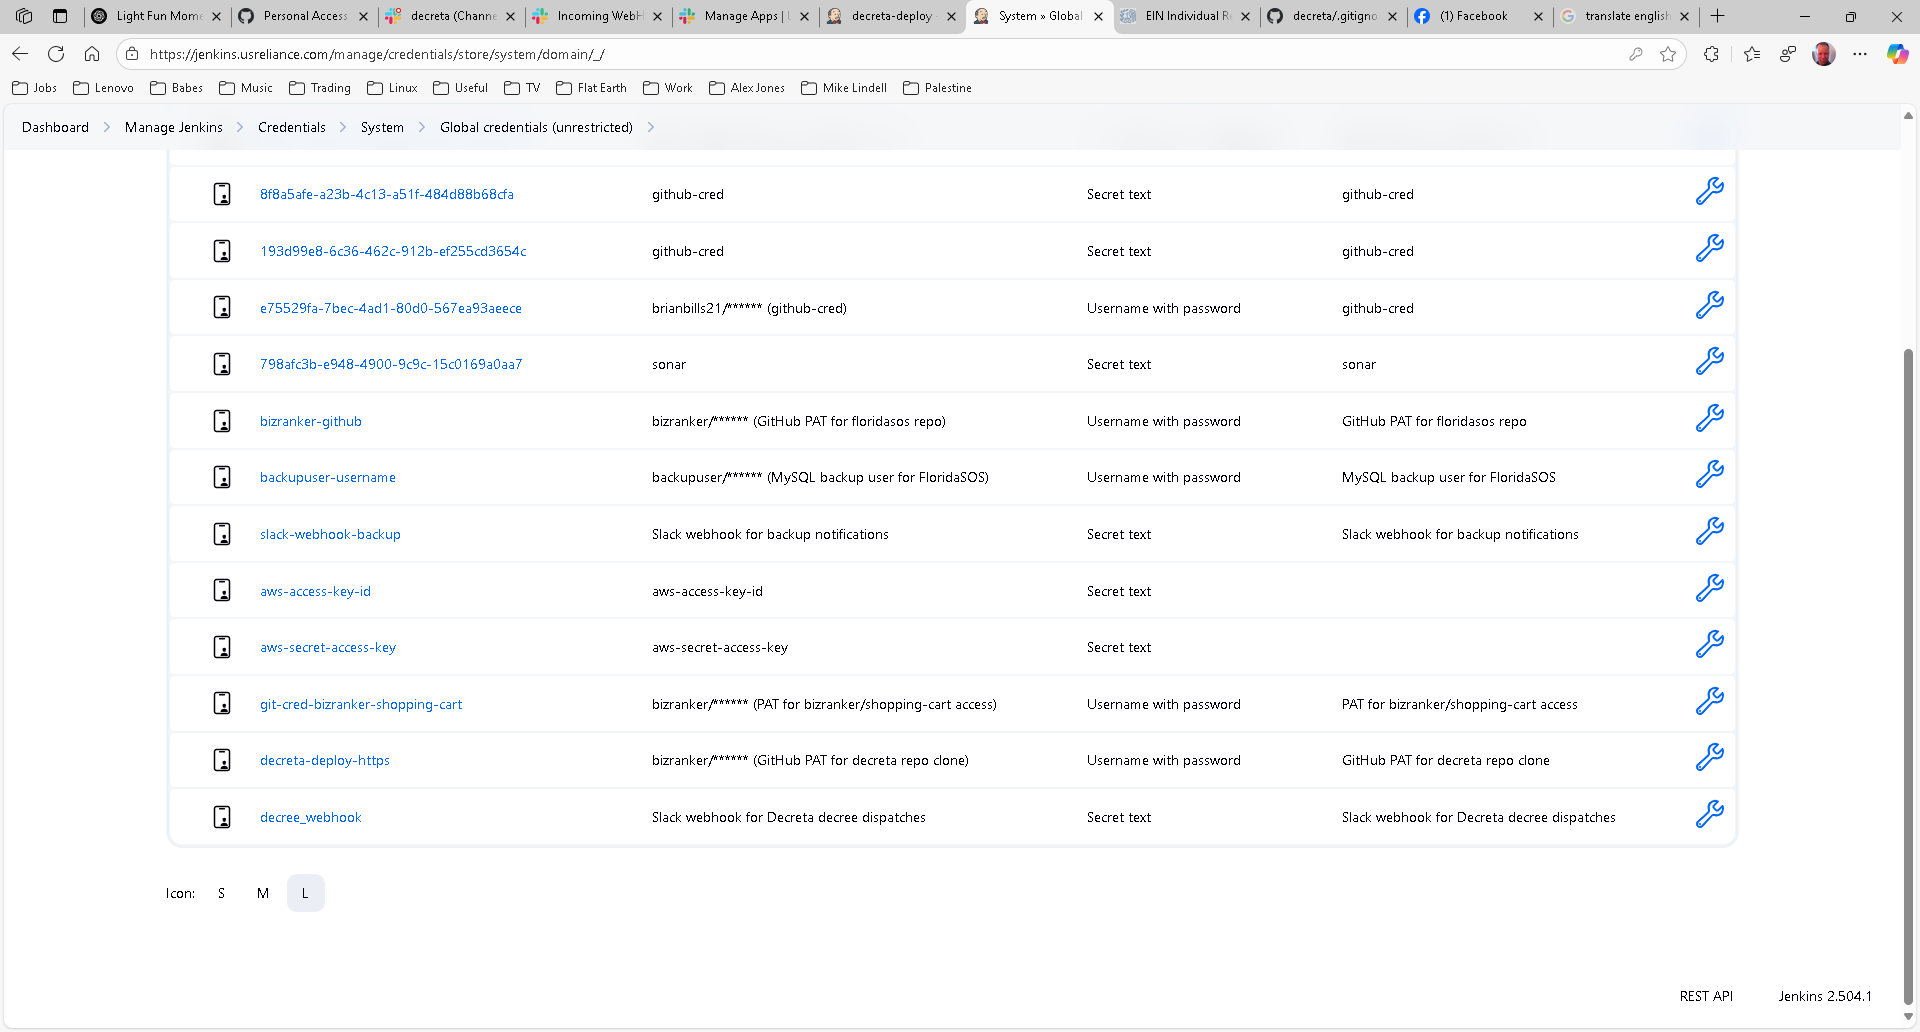 Light Fun Mome
Personal Access
decreta (Channe
Incoming WebH
Manage Apps |
decreta-deploy
System » Global
EIN Individual R
decreta/.gitigno
(1) Facebook
translate english
https://jenkins.usreliance.com/manage/credentials/store/system/domain/_/
Jobs Lenovo Babes Music Trading Linux Useful TV Flat Earth Work Alex Jones Mike Lindell Palestine
Dashboard Manage Jenkins Credentials System Global credentials (unrestricted)
8f8a5afe-a23b-4c13-a51f-484d88b68cfa github-cred Secret text github-cred
193d99e8-6c36-462c-912b-ef255cd3654c github-cred Secret text github-cred
e75529fa-7bec-4ad1-80d0-567ea93aeece brianbills21/****** (github-cred) Username with password github-cred
798afc3b-e948-4900-9c9c-15c0169a0aa7 sonar Secret text sonar
bizranker-github bizranker/****** (GitHub PAT for floridasos repo) Username with password GitHub PAT for floridasos repo
backupuser-username backupuser/****** (MySQL backup user for FloridaSOS) Username with password MySQL backup user for FloridaSOS
slack-webhook-backup Slack webhook for backup notifications Secret text Slack webhook for backup notifications
aws-access-key-id aws-access-key-id Secret text
aws-secret-access-key aws-secret-access-key Secret text
git-cred-bizranker-shopping-cart bizranker/****** (PAT for bizranker/shopping-cart access) Username with password PAT for bizranker/shopping-cart access
decreta-deploy-https bizranker/****** (GitHub PAT for decreta repo clone) Username with password GitHub PAT for decreta repo clone
decree_webhook Slack webhook for Decreta decree dispatches Secret text Slack webhook for Decreta decree dispatches
Icon: S M L
REST API Jenkins 2.504.1